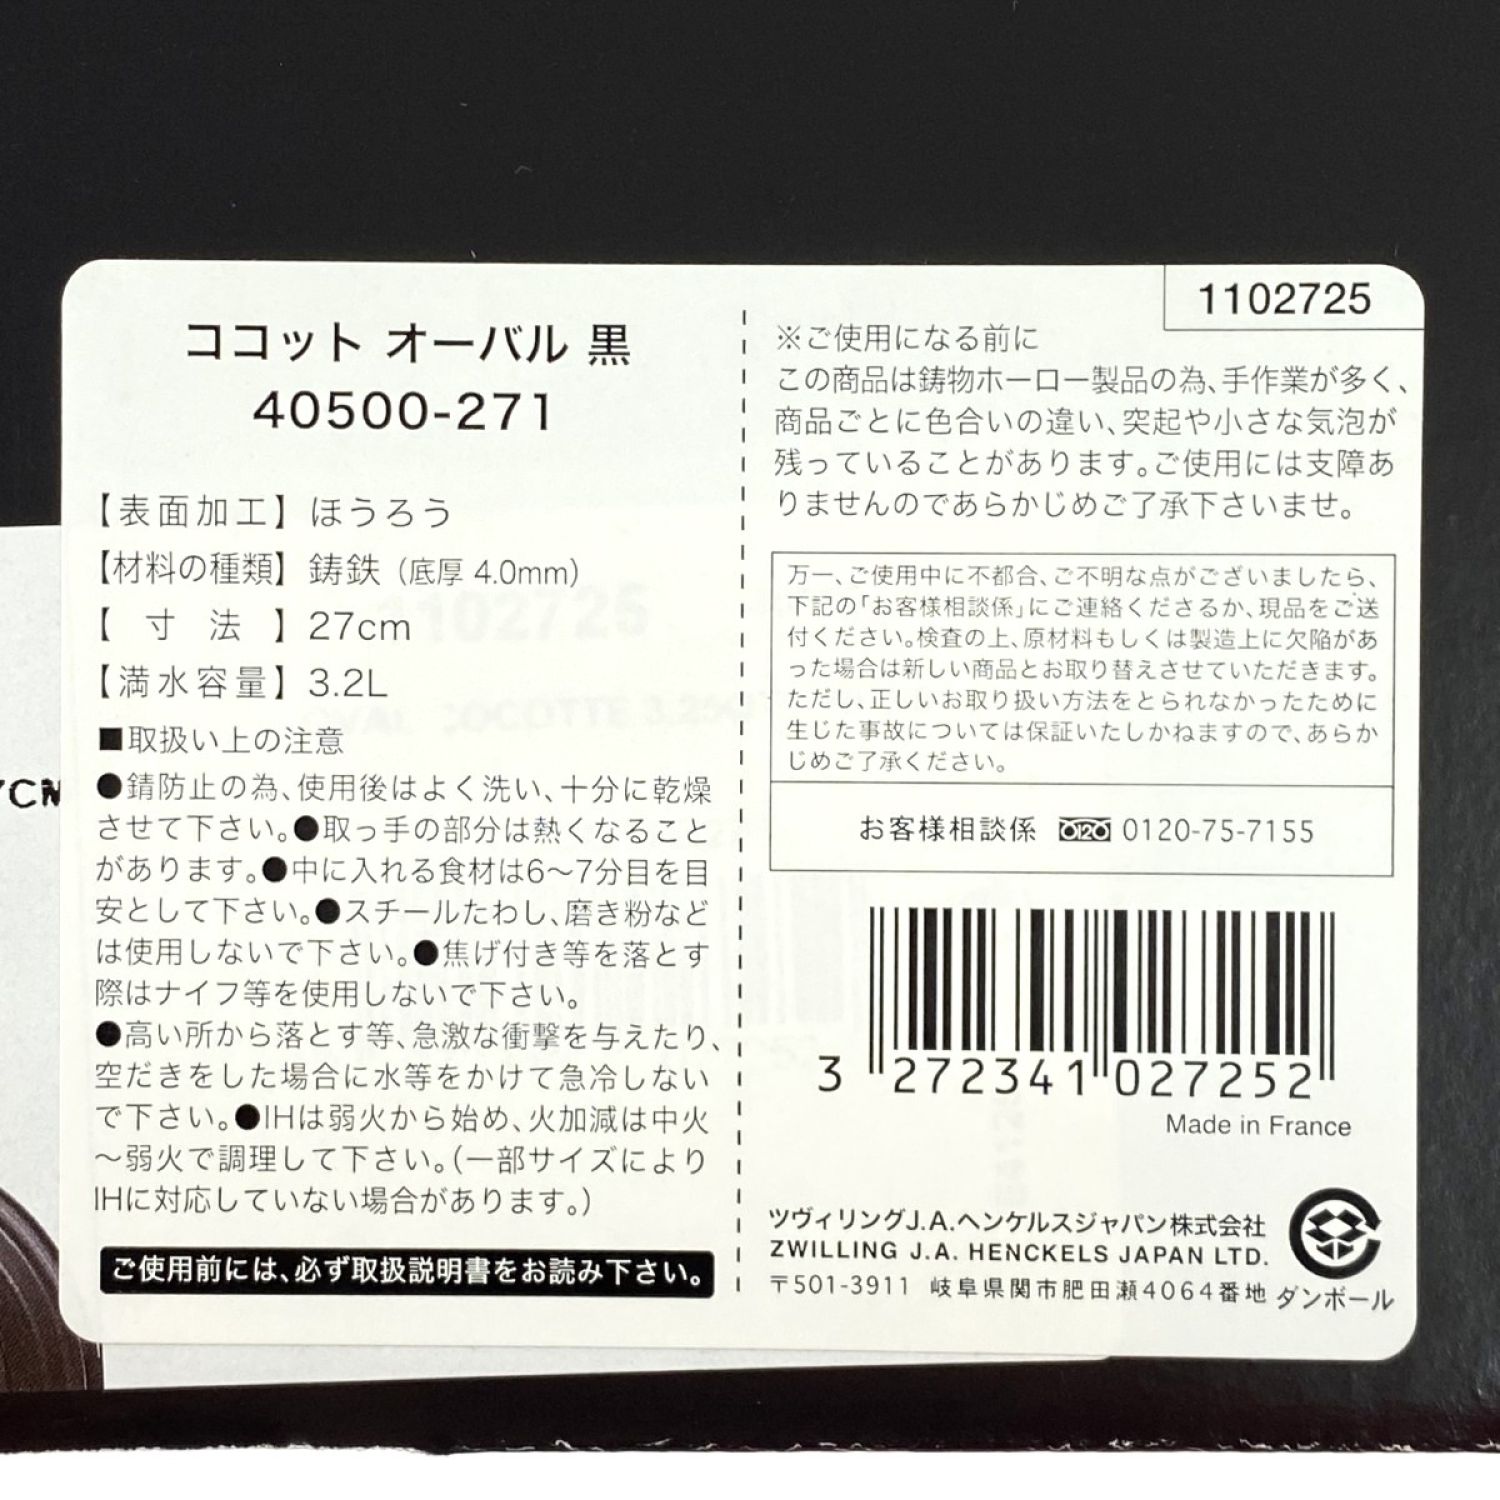 1102725
ココット オーバル 黒
40500-271
【表面加工】ほうろう
【材料の種類】鋳鉄（底厚 4.0mm）
【 寸 法 】27cm
【満水容量】3.2L
■取扱い上の注意
●錆防止の為、使用後はよく洗い、十分に乾燥
させて下さい。●取っ手の部分は熱くなること
があります。●中に入れる食材は6〜7分目を目
安として下さい。●スチールたわし、磨き粉など
は使用しないで下さい。●焦げ付き等を落とす
際はナイフ等を使用しないで下さい。
●高い所から落とす等、急激な衝撃を与えたり、
空だきをした場合に水等をかけて急冷しない
で下さい。●IHは弱火から始め、火加減は中火
〜弱火で調理して下さい。（一部サイズにより
IHに対応していない場合があります。）
ご使用前には、必ず取扱説明書をお読み下さい。
※ご使用になる前に
この商品は鋳物ホーロー製品の為、手作業が多く、
商品ごとに色合いの違い、突起や小さな気泡が
残っていることがあります。ご使用には支障あ
りませんのであらかじめご了承下さいませ。
万一、ご使用中に不都合、ご不明な点がございましたら、
下記の「お客様相談係」にご連絡くださるか、現品をご送
付ください。検査の上、原材料もしくは製造上に欠陥があ
った場合は新しい商品とお取り替えさせていただきます。
ただし、正しいお取り扱い方法をとられなかったために
生じた事故については保証いたしかねますので、あらか
じめご了承ください。
お客様相談係 0120-75-7155
3 272341 027252
Made in France
ツヴィリングJ.A.ヘンケルスジャパン株式会社
ZWILLING J.A. HENCKELS JAPAN LTD.
〒501-3911 岐阜県関市肥田瀬4064番地
ダンボール
7CM
1102725
OVAL COCOTTE 3.25QT